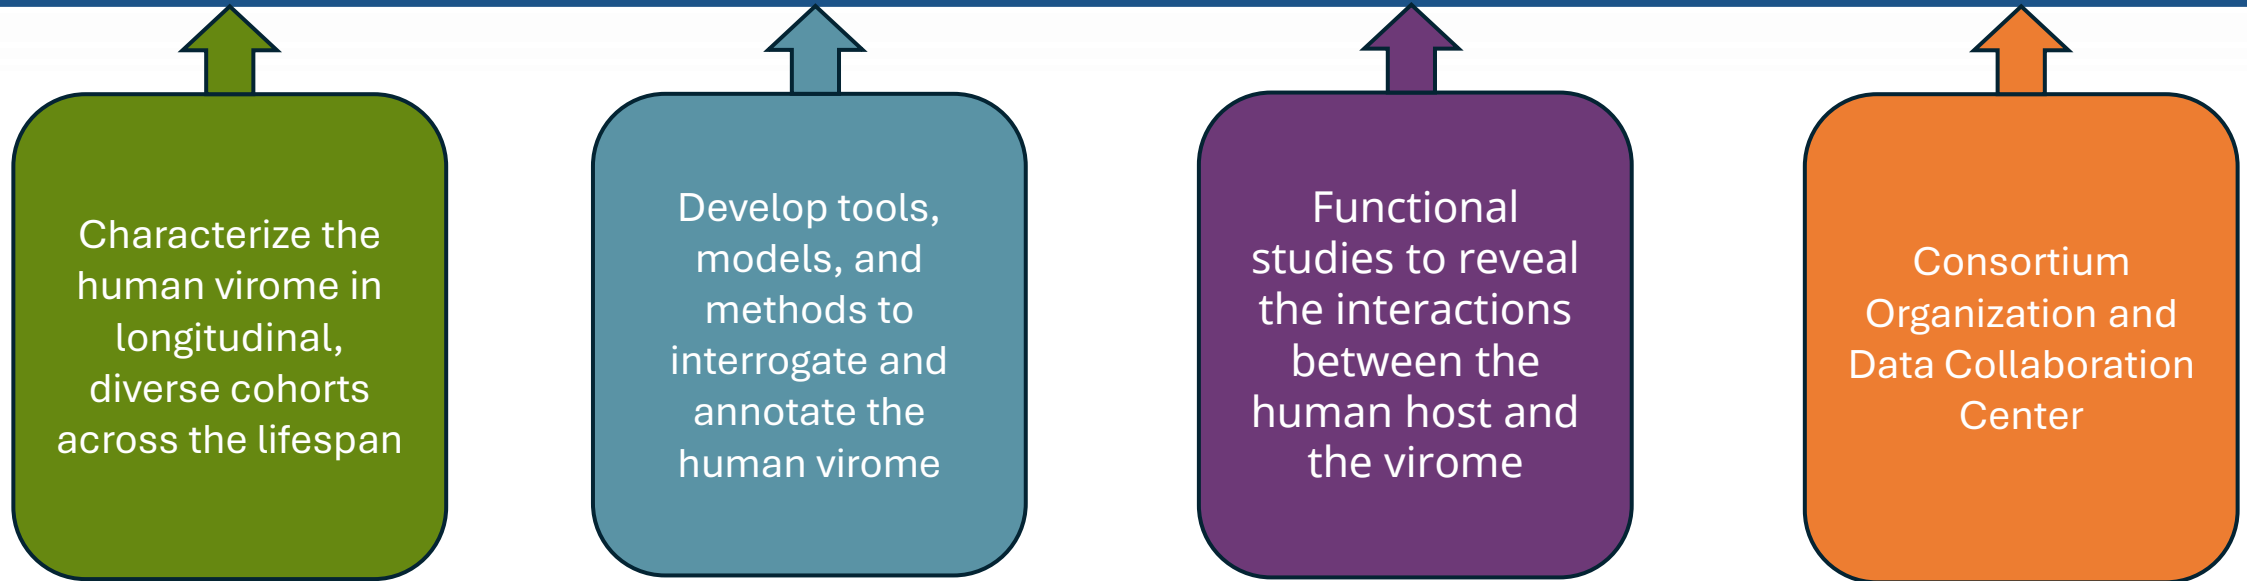 Characterize the
human virome in
longitudinal,
diverse cohorts
across the lifespan
Develop tools,
models, and
methods to
interrogate and
annotate the
human virome
Functional
studies to reveal
the interactions
between the
human host and
the virome
Consortium
Organization and
Data Collaboration
Center